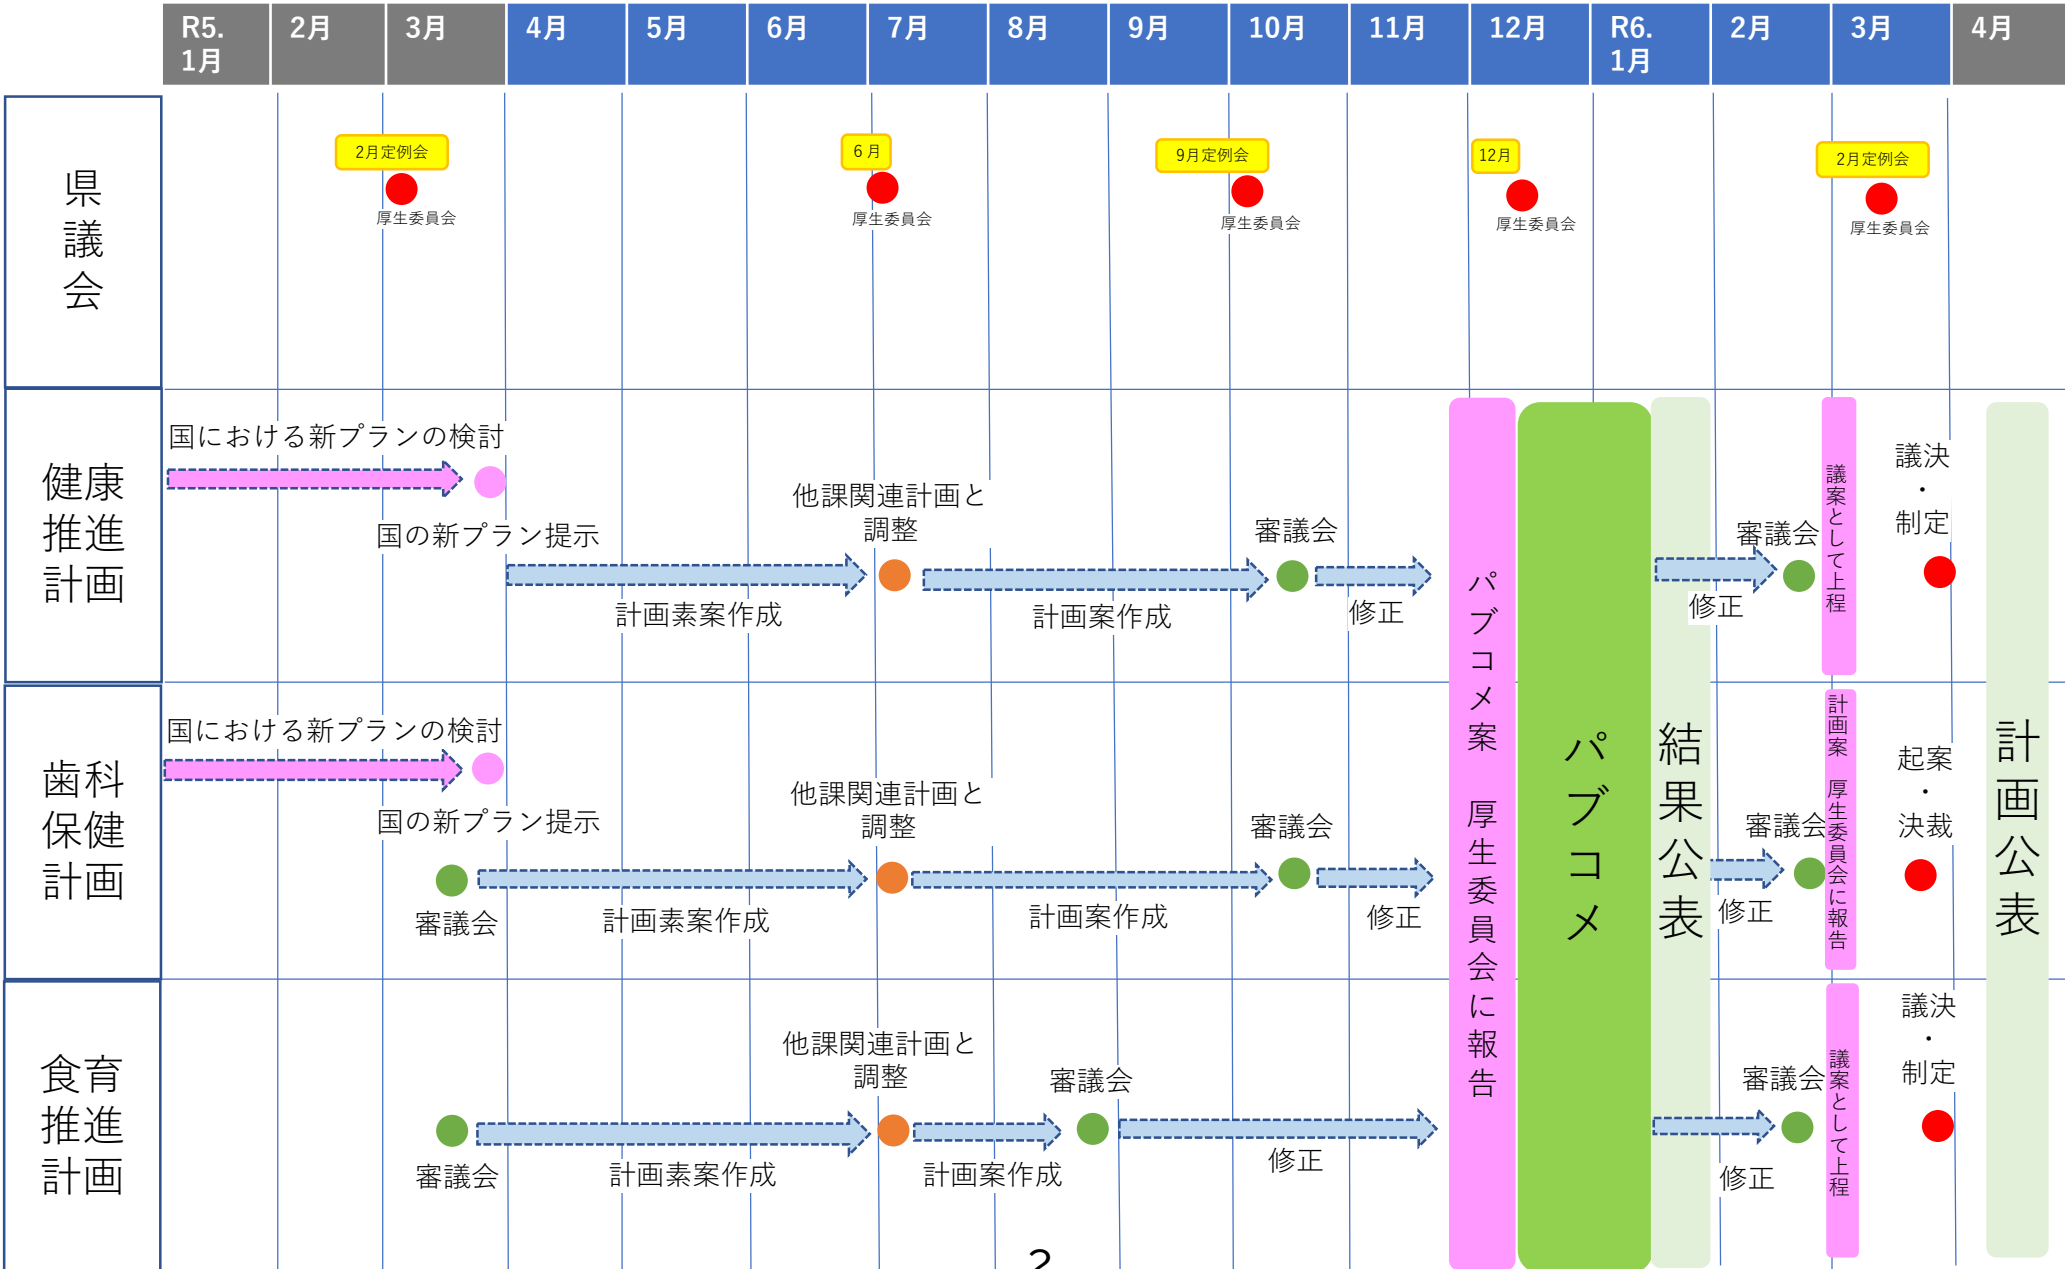 R5.
1月
2月
3月
4月
5月
6月
7月
8月
9月
10月
11月
12月
R6.
1月
2月
3月
4月
県議会
2月定例会
厚生委員会
6月
厚生委員会
9月定例会
厚生委員会
12月
厚生委員会
2月定例会
厚生委員会
健康
推進
計画
国における新プランの検討
国の新プラン提示
計画素案作成
他課関連計画と
調整
計画案作成
審議会
修正
修正
審議会
議案として上程
議決
・
制定
歯科
保健
計画
国における新プランの検討
国の新プラン提示
審議会
計画素案作成
他課関連計画と
調整
計画案作成
審議会
修正
修正
審議会
計画案 厚生委員会に報告
起案
・
決裁
食育
推進
計画
審議会
計画素案作成
他課関連計画と
調整
計画案作成
審議会
修正
修正
審議会
議案として上程
議決
・
制定
パブコメ案 厚生委員会に報告
パブコメ
結果公表
計画公表
2